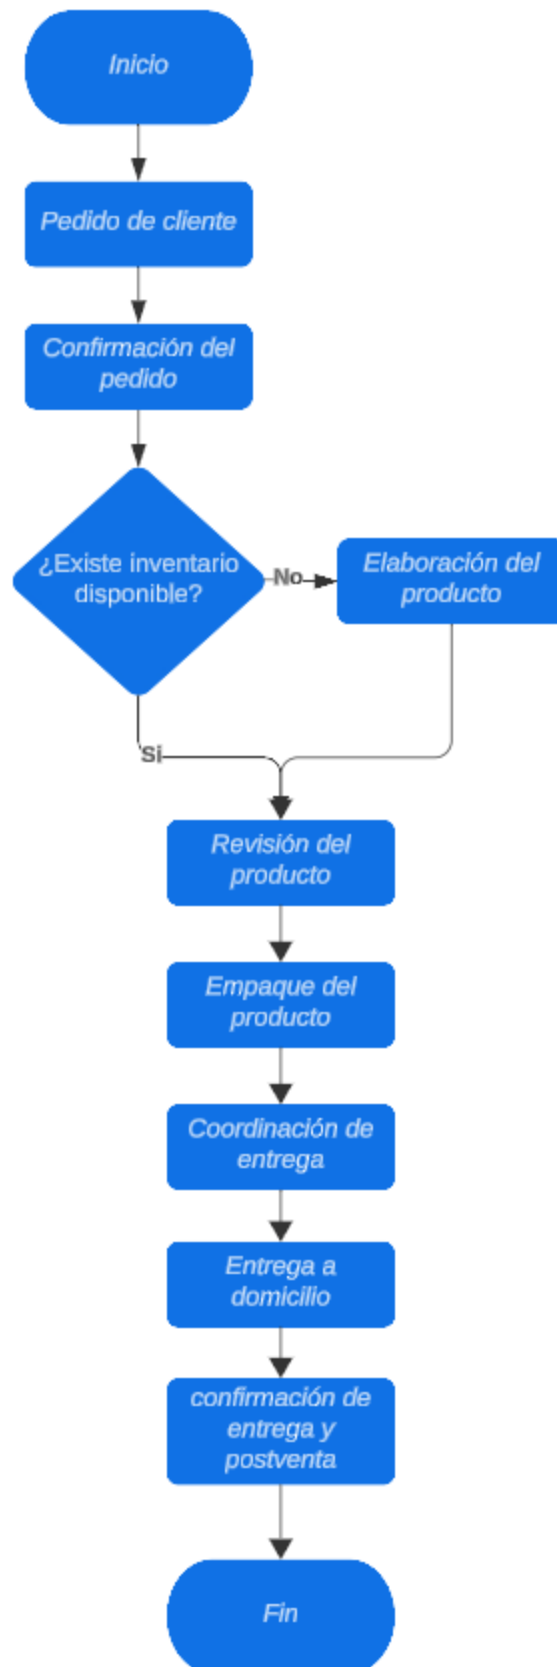 Inicio
Pedido de cliente
Confirmación del
pedido
¿Existe inventario
disponible?
No
Elaboración del
producto
Si
Revisión del
producto
Empaque del
producto
Coordinación de
entrega
Entrega a
domicilio
confirmación de
entrega y
postventa
Fin